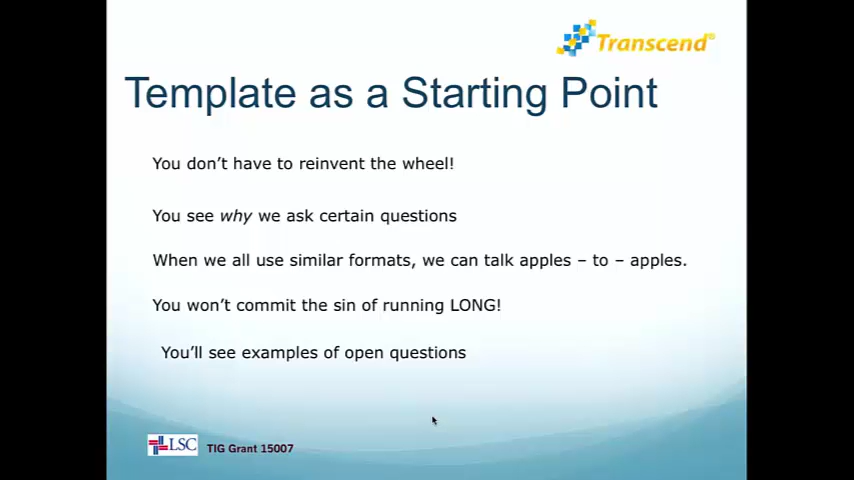 Transcend®
Template as a Starting Point
You don't have to reinvent the wheel!
You see why we ask certain questions
When we all use similar formats, we can talk apples – to – apples.
You won't commit the sin of running LONG!
You'll see examples of open questions
LSC TIG Grant 15007